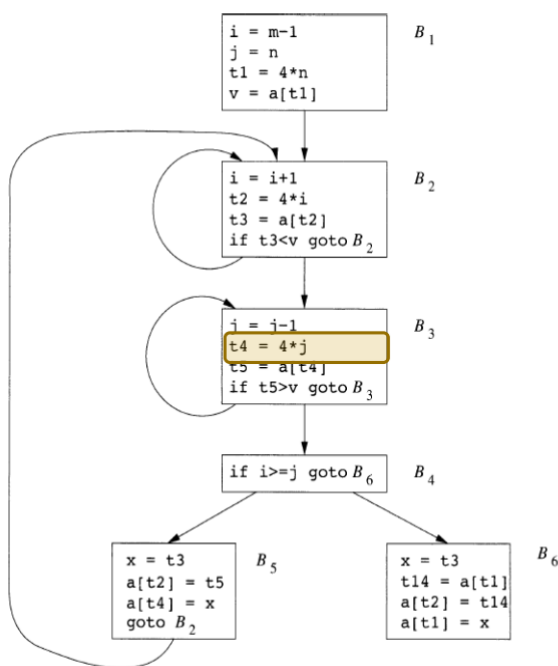 i = m-1
j = n
t1 = 4*n
v = a[t1]
B1
i = i+1
t2 = 4*i
t3 = a[t2]
if t3<v goto B2
B2
j = j-1
t4 = 4*j
t5 = a[t4]
if t5>v goto B3
B3
if i>=j goto B6
B4
x = t3
a[t2] = t5
a[t4] = x
goto B2
B5
x = t3
t14 = a[t1]
a[t2] = t14
a[t1] = x
B6